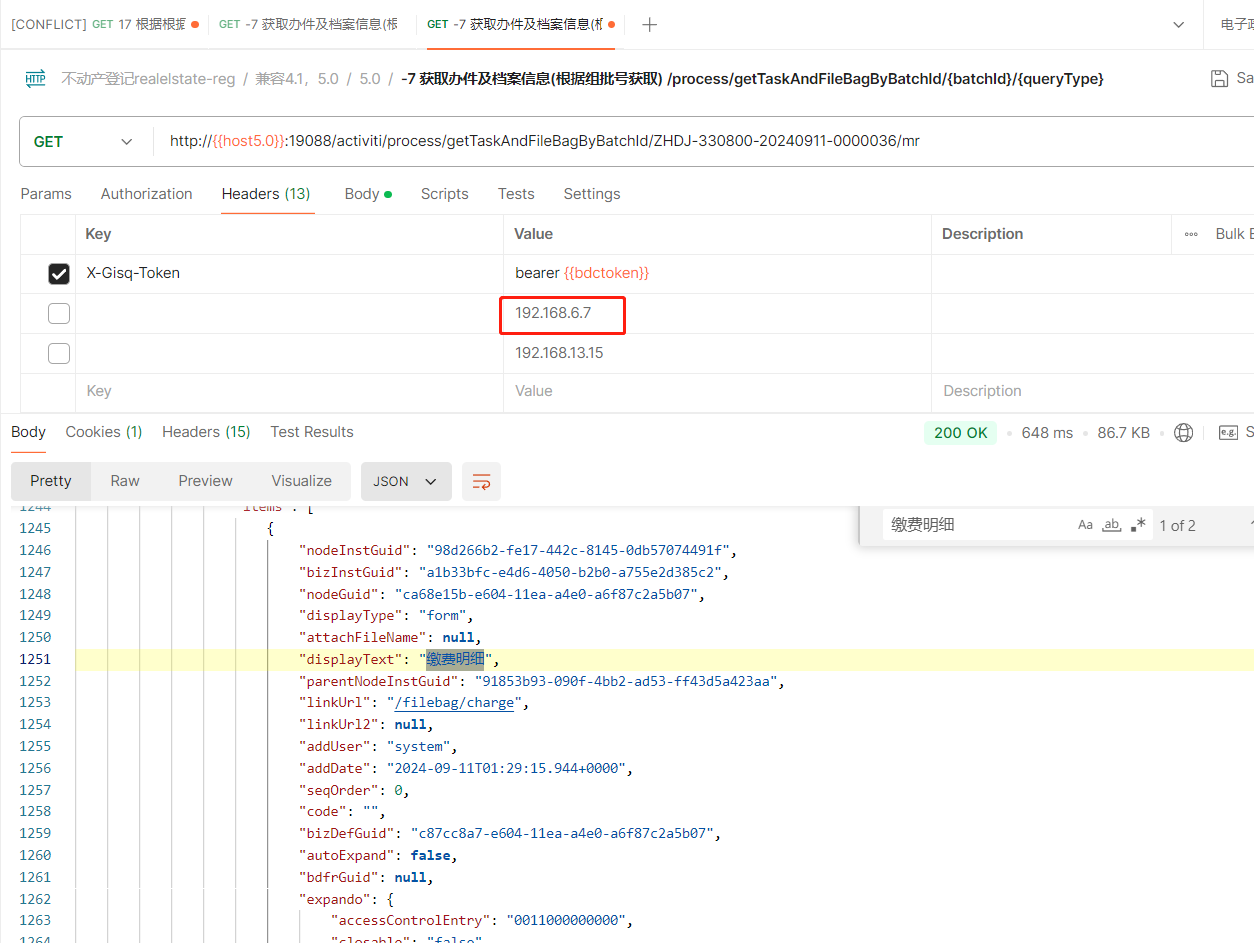 [CONFLICT] GET 17 根据根据 GET -7 获取办件及档案信息(根 GET -7 获取办件及档案信息(根 电子政
HTTP 不动产登记realelstate-reg / 兼容4.1，5.0 / 5.0 / -7 获取办件及档案信息(根据组批号获取) /process/getTaskAndFileBagByBatchId/{batchId}/{queryType} Sa
GET http://{{host5.0}}:19088/activiti/process/getTaskAndFileBagByBatchId/ZHDJ-330800-20240911-0000036/mr
Params Authorization Headers (13) Body Scripts Tests Settings
Key Value Description Bulk E
X-Gisq-Token bearer {{bdctoken}}
192.168.6.7
192.168.13.15
Key Value Description
Body Cookies (1) Headers (15) Test Results 200 OK 648 ms 86.7 KB e.g. S
Pretty Raw Preview Visualize JSON
缴费明细 Aa ab 1 of 2
1244 "items": [
1245 {
1246 "nodeInstGuid": "98d266b2-fe17-442c-8145-0db57074491f",
1247 "bizInstGuid": "a1b33bfc-e4d6-4050-b2b0-a755e2d385c2",
1248 "nodeGuid": "ca68e15b-e604-11ea-a4e0-a6f87c2a5b07",
1249 "displayType": "form",
1250 "attachFileName": null,
1251 "displayText": "缴费明细",
1252 "parentNodeInstGuid": "91853b93-090f-4bb2-ad53-ff43d5a423aa",
1253 "linkUrl": "/filebag/charge",
1254 "linkUrl2": null,
1255 "addUser": "system",
1256 "addDate": "2024-09-11T01:29:15.944+0000",
1257 "seqOrder": 0,
1258 "code": "",
1259 "bizDefGuid": "c87cc8a7-e604-11ea-a4e0-a6f87c2a5b07",
1260 "autoExpand": false,
1261 "bdfrGuid": null,
1262 "expando": {
1263 "accessControlEntry": "0011000000000",
1264 "closable": "false"